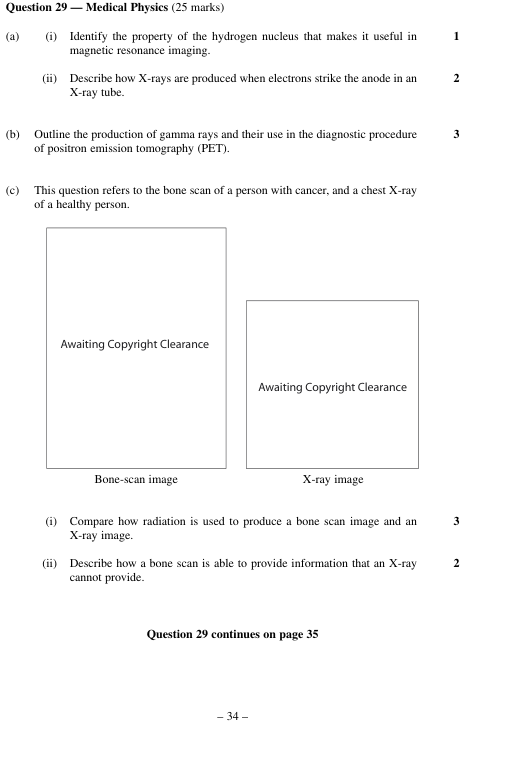 Question 29 — Medical Physics (25 marks)
(a) (i) Identify the property of the hydrogen nucleus that makes it useful in 1
magnetic resonance imaging.
(ii) Describe how X-rays are produced when electrons strike the anode in an 2
X-ray tube.
(b) Outline the production of gamma rays and their use in the diagnostic procedure 3
of positron emission tomography (PET).
(c) This question refers to the bone scan of a person with cancer, and a chest X-ray
of a healthy person.
Awaiting Copyright Clearance
Awaiting Copyright Clearance
Bone-scan image X-ray image
(i) Compare how radiation is used to produce a bone scan image and an 3
X-ray image.
(ii) Describe how a bone scan is able to provide information that an X-ray 2
cannot provide.
Question 29 continues on page 35
– 34 –